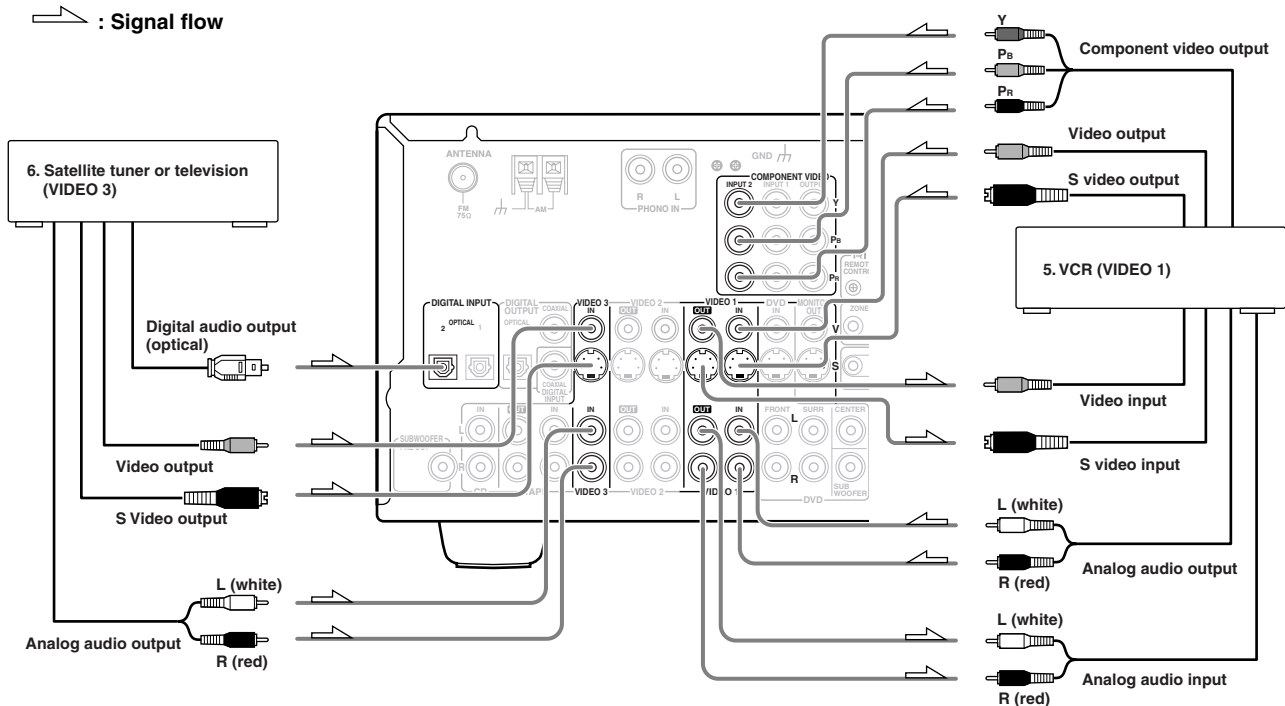 : Signal flow
Y
PB
PR
Component video output
Video output
S video output
5. VCR (VIDEO 1)
6. Satellite tuner or television
(VIDEO 3)
ANTENNA
FM
75Ω
AM
R
L
PHONO IN
GND
COMPONENT VIDEO
INPUT 2
INPUT 1
Y
PB
PR
REMOTE
CONTROL
ZONE
DIGITAL INPUT
2
OPTICAL
1
DIGITAL
OUTPUT
OPTICAL
COAXIAL
COAXIAL
DIGITAL
INPUT
VIDEO 3
IN
VIDEO 2
OUT
IN
VIDEO 1
OUT
IN
DVD
IN
MONITOR
OUT
V
S
Digital audio output
(optical)
Video input
S video input
Video output
S Video output
SUBWOOFER
L
R
IN
OUT
IN
IN
OUT
IN
OUT
IN
FRONT
SURR
CENTER
L
R
SUB
WOOFER
CD
VIDEO 3
VIDEO 2
VIDEO 1
DVD
L (white)
R (red)
Analog audio output
L (white)
R (red)
Analog audio output
L (white)
R (red)
Analog audio input